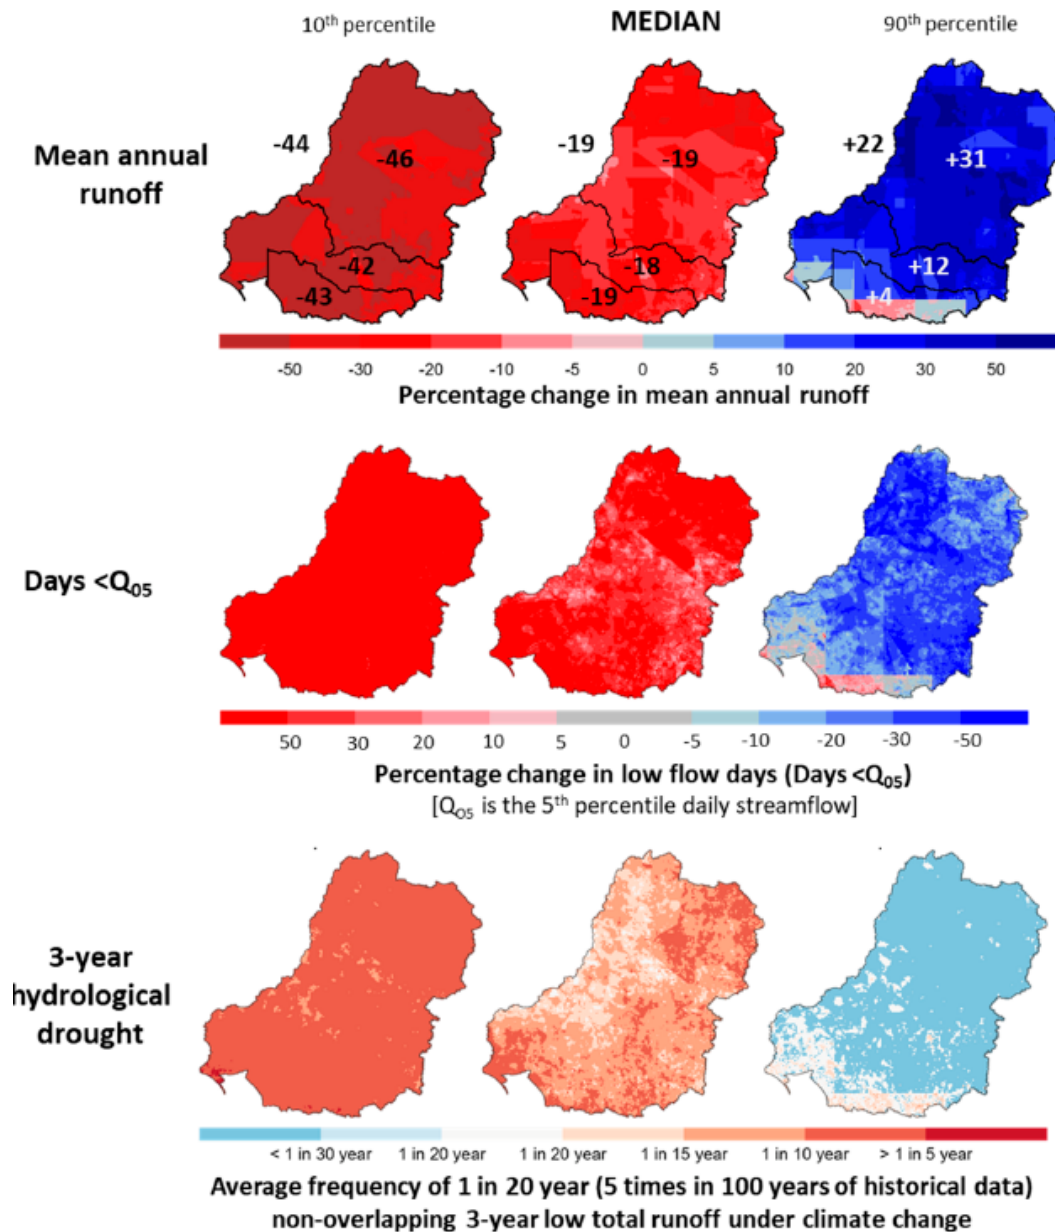 10th percentile MEDIAN 90th percentile
Mean annual
runoff
-44 -46 -42 -43
-19 -19 -18 -19
+22 +31 +12 +4
-50 -30 -20 -10 -5 0 5 10 20 30 50
Percentage change in mean annual runoff
Days <Q05
50 30 20 10 5 0 -5 -10 -20 -30 -50
Percentage change in low flow days (Days <Q05)
[Q05 is the 5th percentile daily streamflow]
3-year
hydrological
drought
< 1 in 30 year 1 in 20 year 1 in 20 year 1 in 15 year 1 in 10 year > 1 in 5 year
Average frequency of 1 in 20 year (5 times in 100 years of historical data)
non-overlapping 3-year low total runoff under climate change